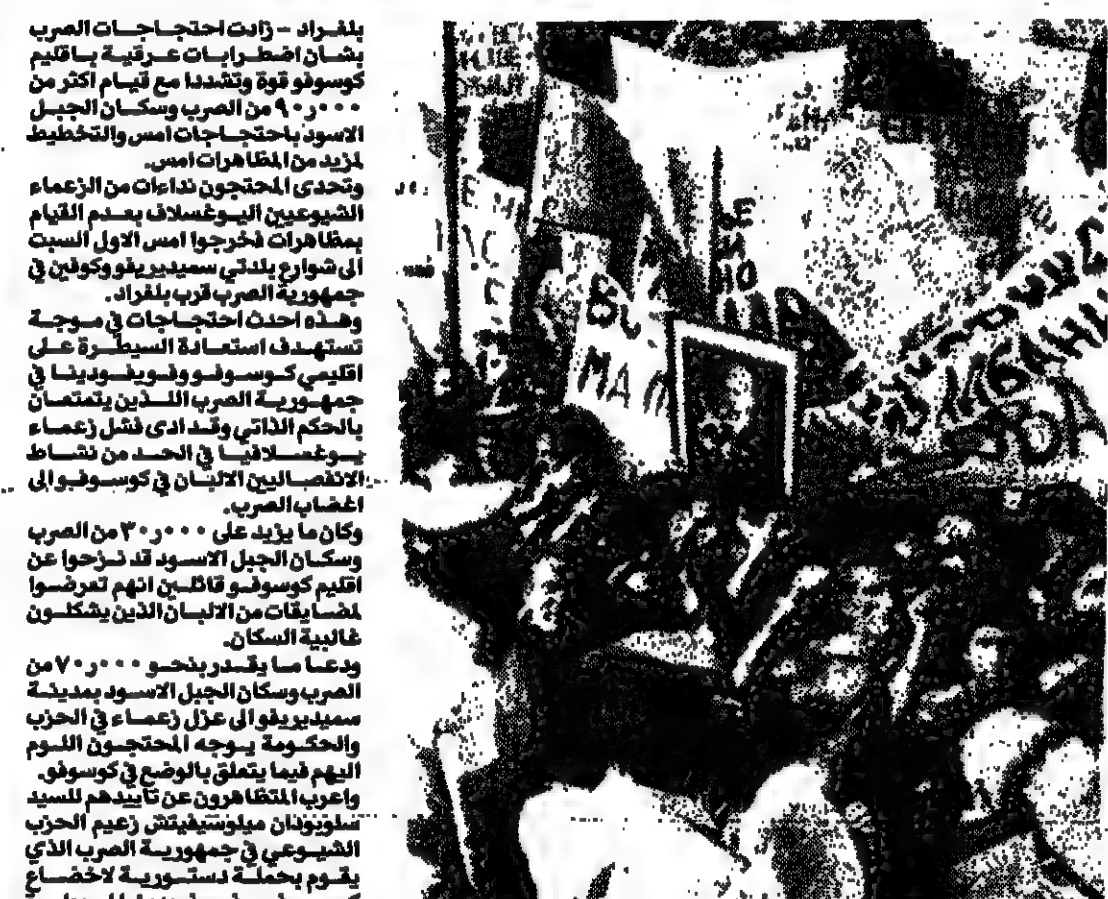 بلغراد - زادت احتجاجات الصرب
بشأن اضطرابات عرقية باقليم
كوسوفو قوة وتشددا مع قيام اكثر من
٩٠ر٠٠٠ من الصرب وسكان الجبل
الاسود باحتجاجات امس والتخطيط
لمزيد من المظاهرات امس.
وتحدى المحتجون نداءات من الزعماء
الشيوعيين اليوغسلاف بعدم القيام
بمظاهرات فخرجوا امس الاول السبت
الى شوارع بلدتي سميديريفو وكوفين في
جمهورية الصرب قرب بلغراد.
وهذه احدث احتجاجات في موجة
تستهدف استعادة السيطرة على
اقليمي كوسوفو وفويفودينا في
جمهورية الصرب اللذين يتمتعان
بالحكم الذاتي وقد ادى فشل زعماء
يوغسلافيا في الحد من نشاط
الانفصاليين الالبان في كوسوفو الى
اغضاب الصرب.
وكان ما يزيد على ٣٠ر٠٠٠ من الصرب
وسكان الجبل الاسود قد نزحوا عن
اقليم كوسوفو قائلين انهم تعرضوا
لمضايقات من الالبان الذين يشكلون
غالبية السكان.
ودعا ما يقدر بنحو ٧٠ر٠٠٠ من
الصرب وسكان الجبل الاسود بمدينة
سميديريفو الى عزل زعماء في الحزب
والحكومة يوجه المحتجون اللوم
اليهم فيما يتعلق بالوضع في كوسوفو.
واعرب المتظاهرون عن تأييدهم للسيد
سلوبودان ميلوسيفيتش زعيم الحزب
الشيوعي في جمهورية الصرب الذي
يقوم بحملة دستورية لاخضاع